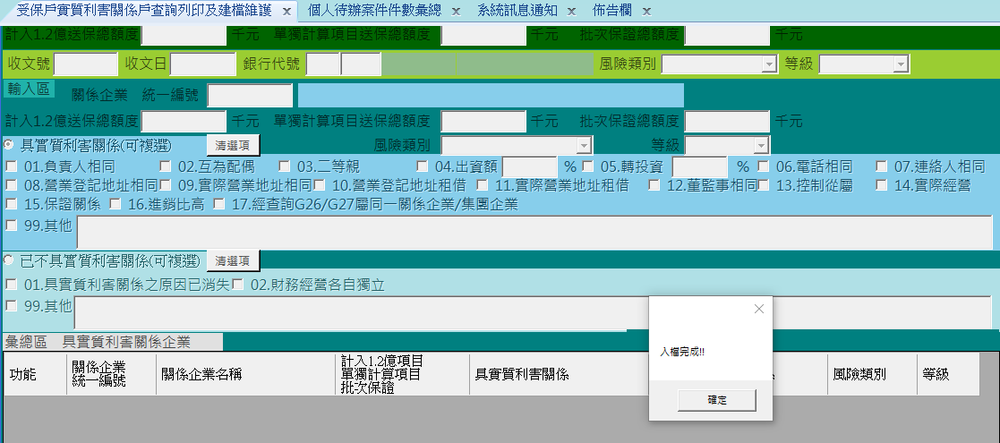 受保戶實質利害關係戶查詢列印及建檔維護 x 個人待辦案件件數彙總 x 系統訊息通知 x 佈告欄 x
計入1.2億送保總額度 千元 單獨計算項目送保總額度 千元 批次保證總額度 千元
收文號 收文日 銀行代號 風險類別 等級
輸入區 關係企業 統一編號
計入1.2億送保總額度 千元 單獨計算項目送保總額度 千元 批次保證總額度 千元
具實質利害關係(可複選) 清選項 風險類別 等級
01.負責人相同 02.互為配偶 03.二等親 04.出資額 % 05.轉投資 % 06.電話相同 07.連絡人相同
08.營業登記地址相同 09.實際營業地址相同 10.營業登記地址租借 11.實際營業地址租借 12.董監事相同 13.控制從屬 14.實際經營
15.保證關係 16.進銷比高 17.經查詢G26/G27屬同一關係企業/集團企業
99.其他
已不具實質利害關係(可複選) 清選項
01.具實質利害關係之原因已消失 02.財務經營各自獨立
99.其他
入檔完成!!
確定
彙總區 具實質利害關係企業
功能
關係企業
統一編號
關係企業名稱
計入1.2億項目
單獨計算項目
批次保證
具實質利害關係
風險類別
等級